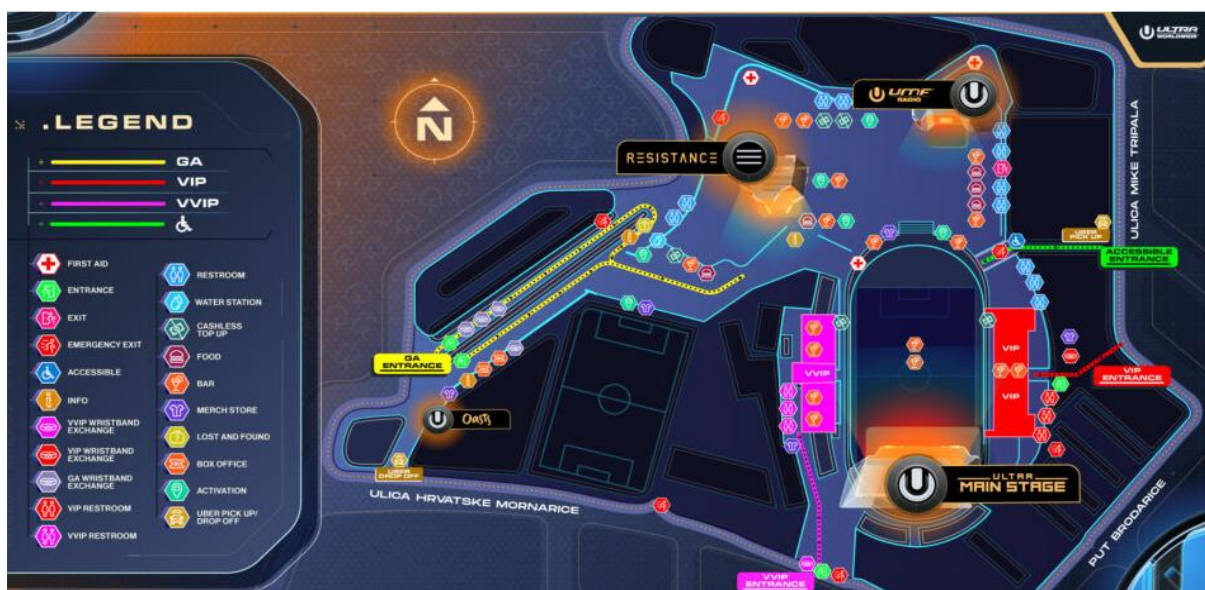 ULTRA
WORLDWIDE
.LEGEND
GA
VIP
VVIP
FIRST AID
ENTRANCE
EXIT
EMERGENCY EXIT
ACCESSIBLE
INFO
VVIP WRISTBAND
EXCHANGE
VIP WRISTBAND
EXCHANGE
GA WRISTBAND
EXCHANGE
VIP RESTROOM
VVIP RESTROOM
RESTROOM
WATER STATION
CASHLESS
TOP UP
FOOD
BAR
MERCH STORE
LOST AND FOUND
BOX OFFICE
ACTIVATION
UBER PICK UP/
DROP OFF
N
UMF
RADIO
RESISTANCE
ULICA MIKE TRIPALA
UBER
PICK UP
ACCESSIBLE
ENTRANCE
GA
ENTRANCE
VVIP
VIP
VIP
VIP
ENTRANCE
Oasis
UBER
DROP OFF
ULTRA
MAIN STAGE
ULICA HRVATSKE MORNARICE
PUT BRODARICE
VVIP
ENTRANCE